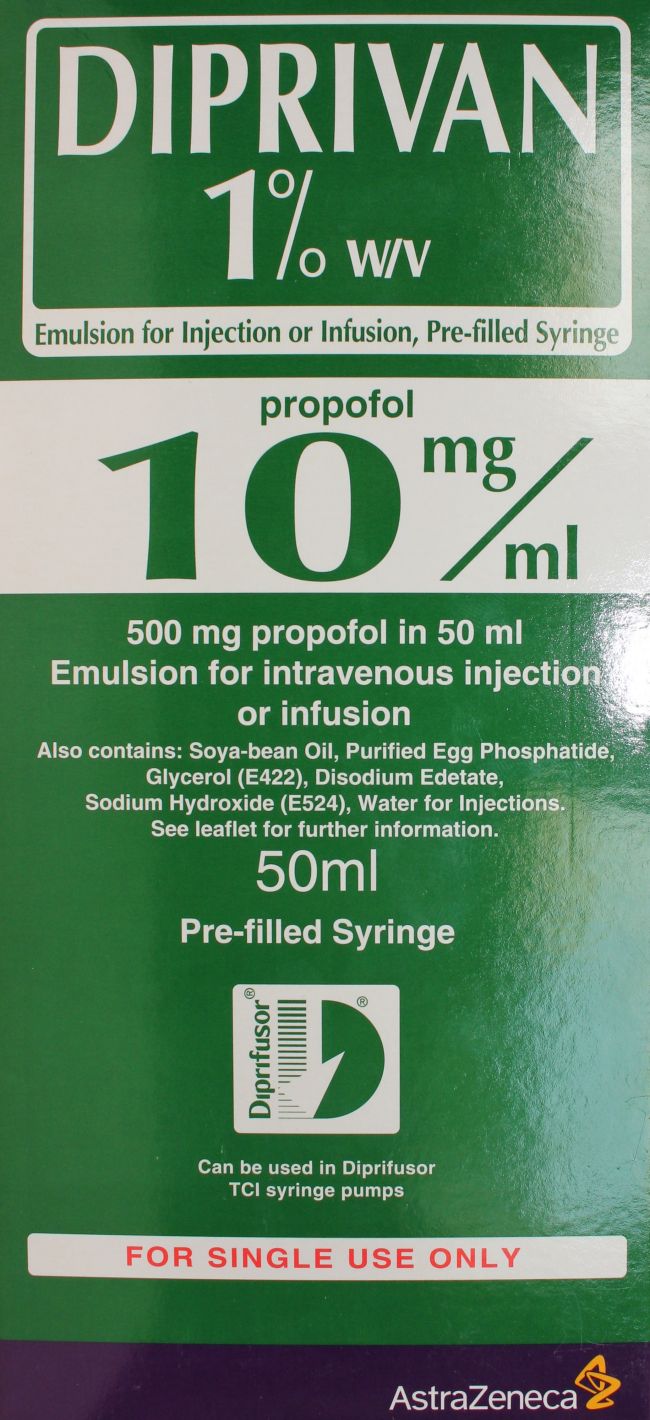 DIPRIVAN
1% W/V
Emulsion for Injection or Infusion, Pre-filled Syringe
propofol
10 mg/ml
500 mg propofol in 50 ml
Emulsion for intravenous injection
or infusion
Also contains: Soya-bean Oil, Purified Egg Phosphatide,
Glycerol (E422), Disodium Edetate,
Sodium Hydroxide (E524), Water for Injections.
See leaflet for further information.
50ml
Pre-filled Syringe
Diprifusor®
®
Can be used in Diprifusor
TCI syringe pumps
FOR SINGLE USE ONLY
AstraZeneca